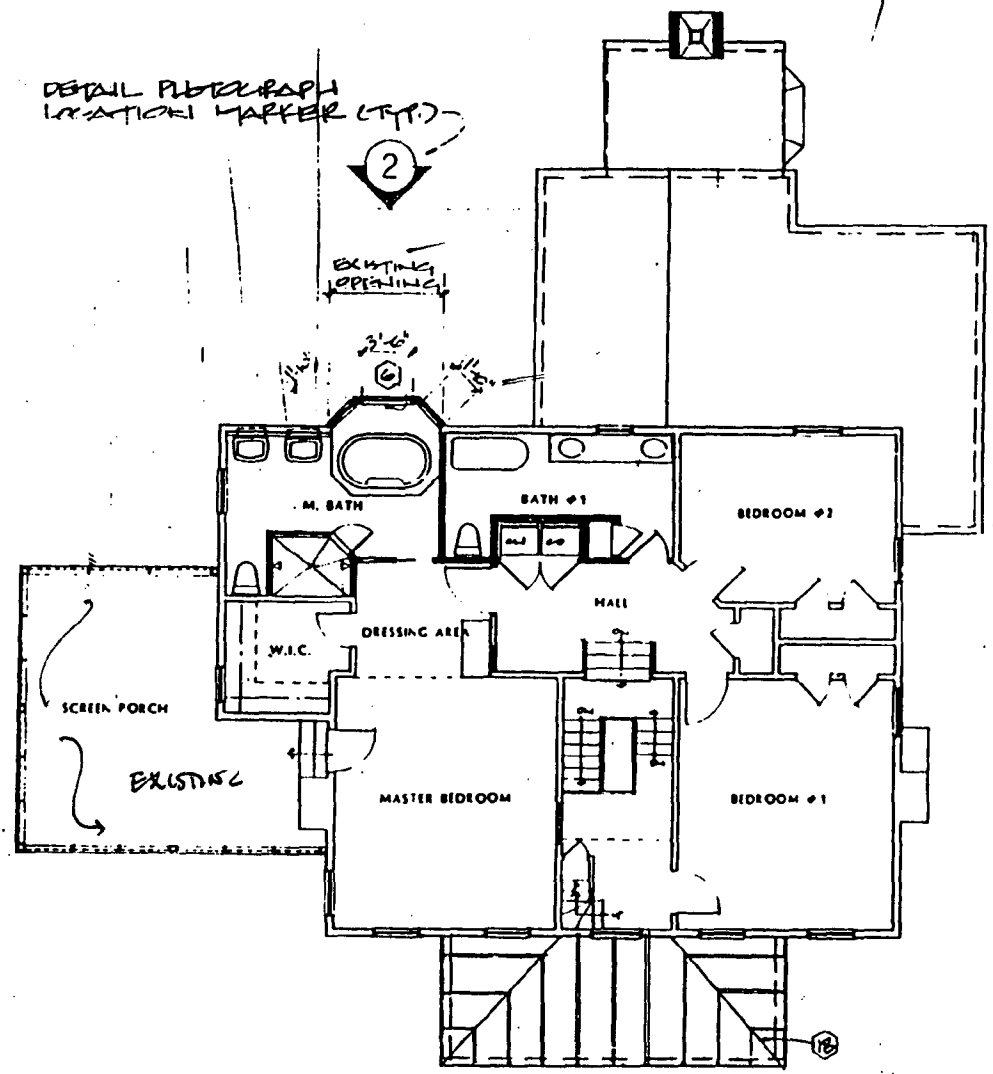 DETAIL PHOTOGRAPH
LOCATION MARKER (TYP.)
2
EXISTING
OPENING
3'-6"
6
M. BATH
BATH #1
BEDROOM #2
HALL
DRESSING AREA
W.I.C.
SCREEN PORCH
EXISTING
MASTER BEDROOM
BEDROOM #1
18